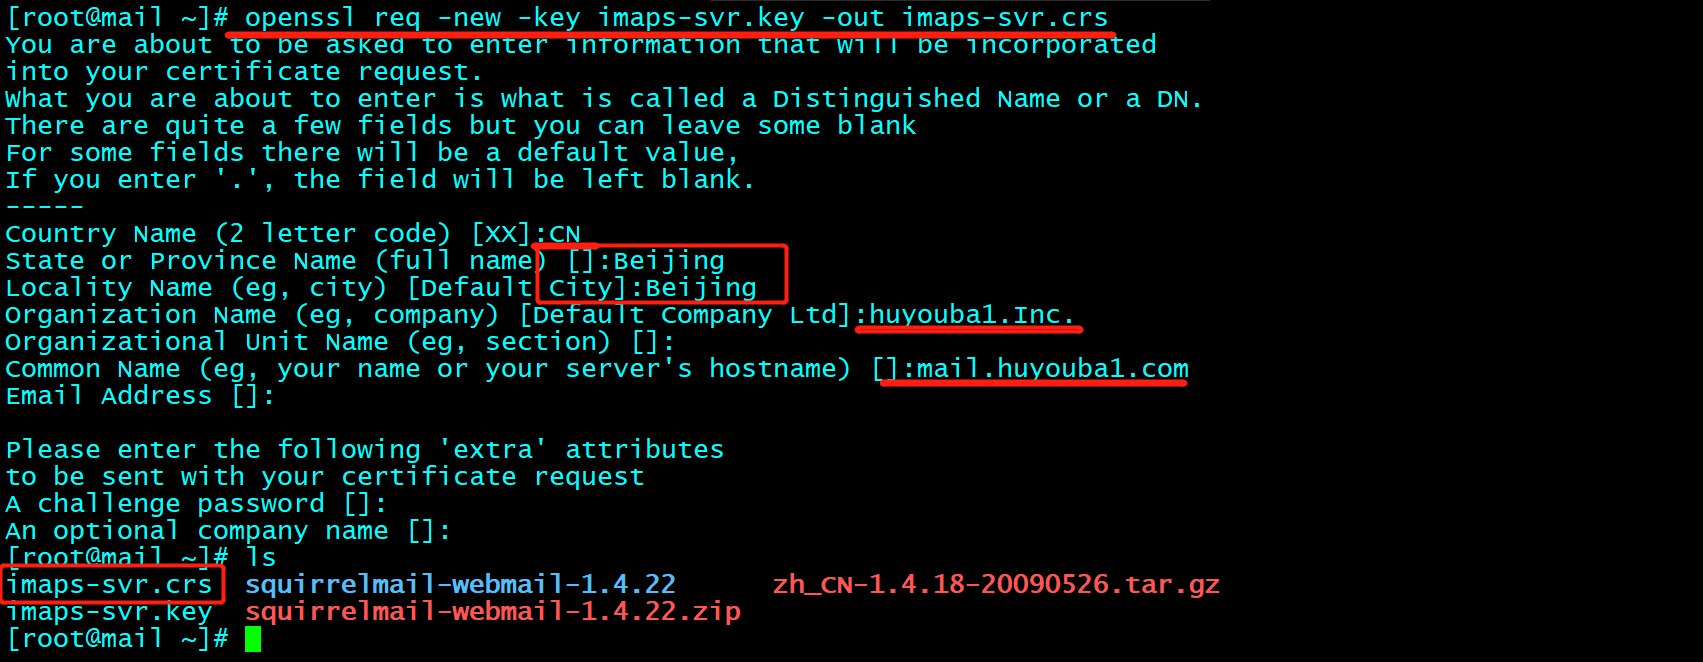 [root@mail ~]# openssl req -new -key imaps-svr.key -out imaps-svr.crs
You are about to be asked to enter information that will be incorporated
into your certificate request.
What you are about to enter is what is called a Distinguished Name or a DN.
There are quite a few fields but you can leave some blank
For some fields there will be a default value,
If you enter '.', the field will be left blank.
-----
Country Name (2 letter code) [XX]:CN
State or Province Name (full name) []:Beijing
Locality Name (eg, city) [Default City]:Beijing
Organization Name (eg, company) [Default Company Ltd]:huyouba1.Inc.
Organizational Unit Name (eg, section) []:
Common Name (eg, your name or your server's hostname) []:mail.huyouba1.com
Email Address []:
Please enter the following 'extra' attributes
to be sent with your certificate request
A challenge password []:
An optional company name []:
[root@mail ~]# ls
imaps-svr.crs  squirrelmail-webmail-1.4.22      zh_CN-1.4.18-20090526.tar.gz
imaps-svr.key  squirrelmail-webmail-1.4.22.zip
[root@mail ~]#